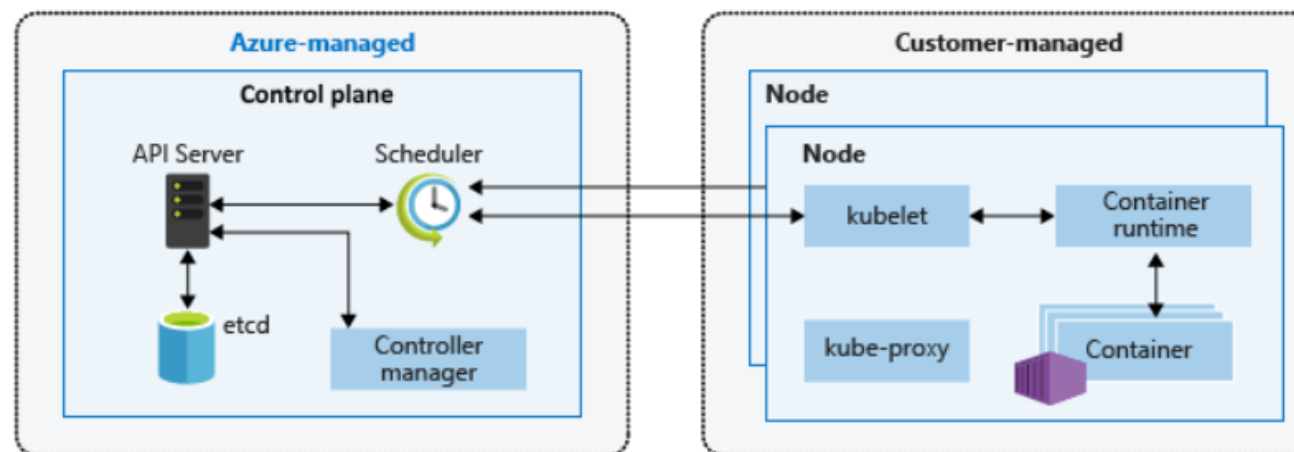 Azure-managed
Control plane
API Server
Scheduler
etcd
Controller
manager
Customer-managed
Node
Node
kubelet
Container
runtime
kube-proxy
Container